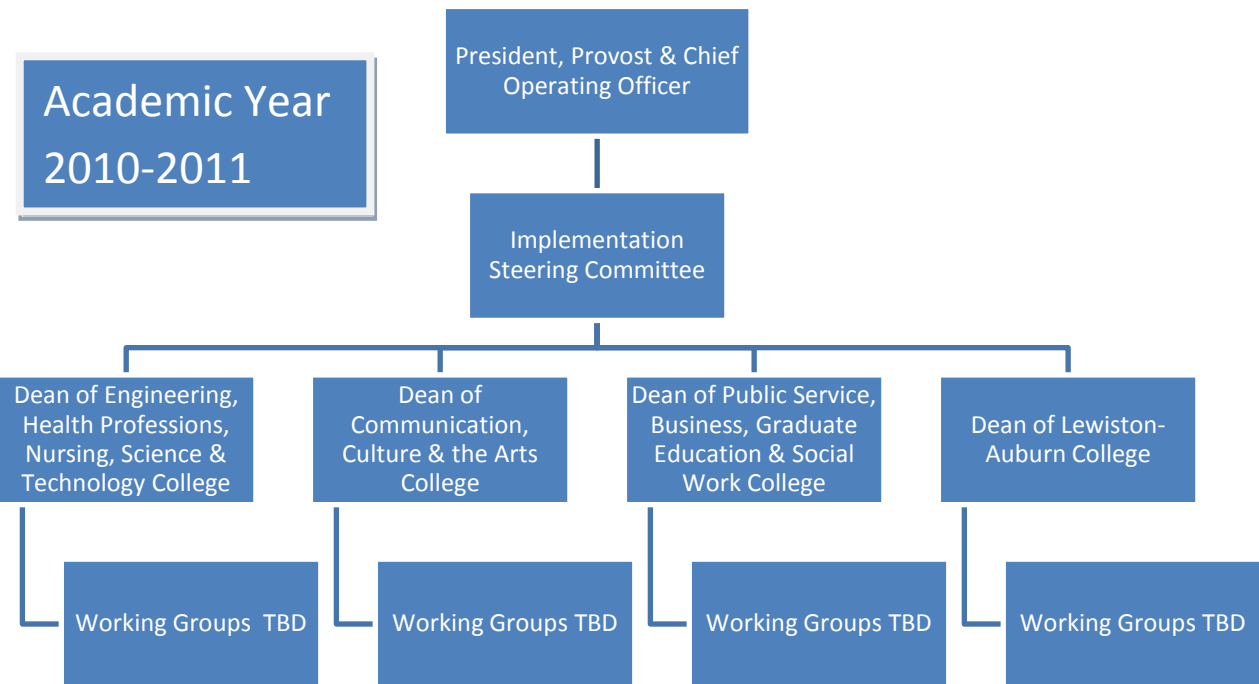 Academic Year
2010-2011
President, Provost & Chief
Operating Officer
Implementation
Steering Committee
Dean of Engineering,
Health Professions,
Nursing, Science &
Technology College
Dean of
Communication,
Culture & the Arts
College
Dean of Public Service,
Business, Graduate
Education & Social
Work College
Dean of Lewiston-
Auburn College
Working Groups  TBD
Working Groups TBD
Working Groups TBD
Working Groups TBD